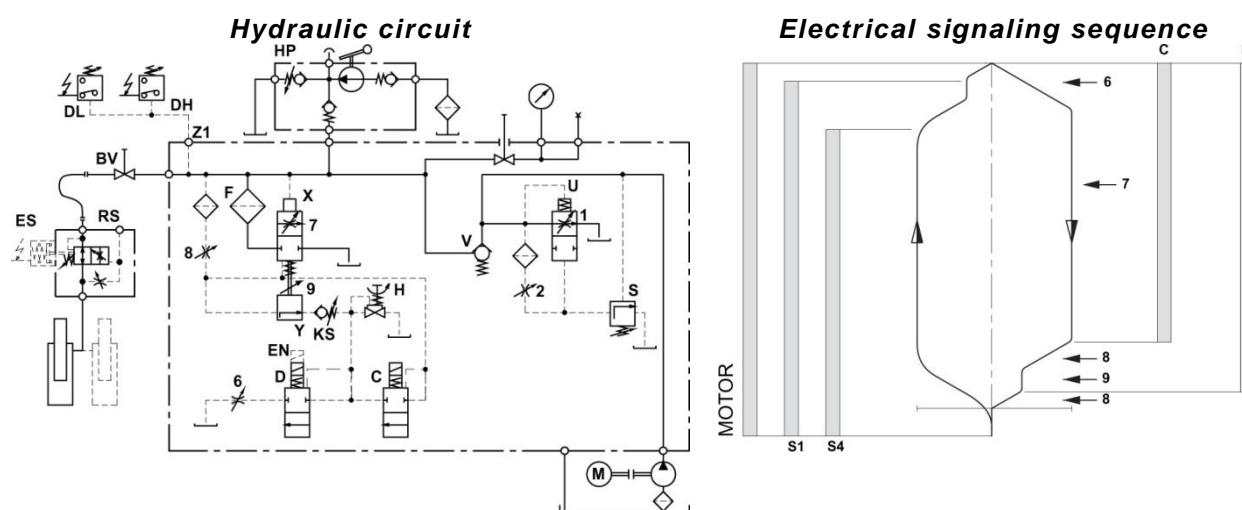 Hydraulic circuit
Electrical signaling sequence
HP
DL
DH
Z1
BV
F
X
7
U
1
ES
RS
8
V
9
H
2
S
Y
KS
EN
D
C
6
M
C
6
7
8
9
8
MOTOR
S1
S4